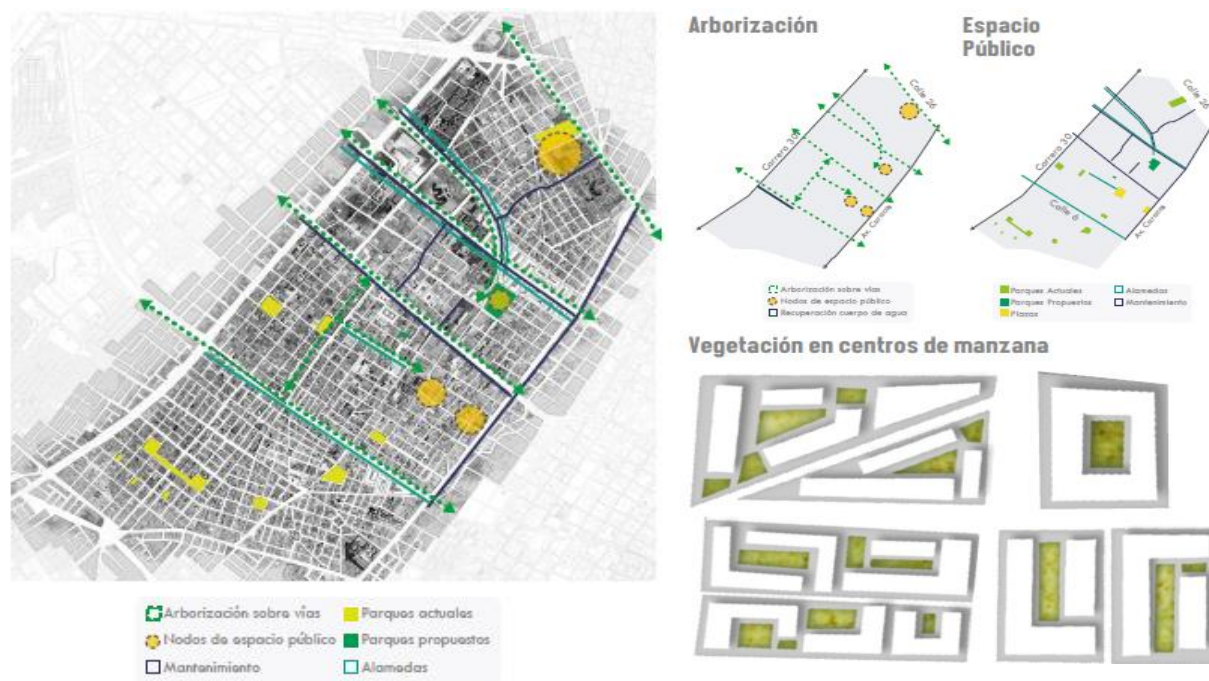 Arborización sobre vías
Nodos de espacio público
Mantenimiento
Parques actuales
Parques propuestos
Alamedas
Arborización
Calle 26
Carrera 30
Av. Caracas
Arborización sobre vías
Nodos de espacio público
Recuperación cuerpo de agua
Espacio
Público
Calle 26
Carrera 30
Calle 6
Av. Caracas
Parques Actuales
Parques Propuestos
Plazas
Alamedas
Mantenimiento
Vegetación en centros de manzana